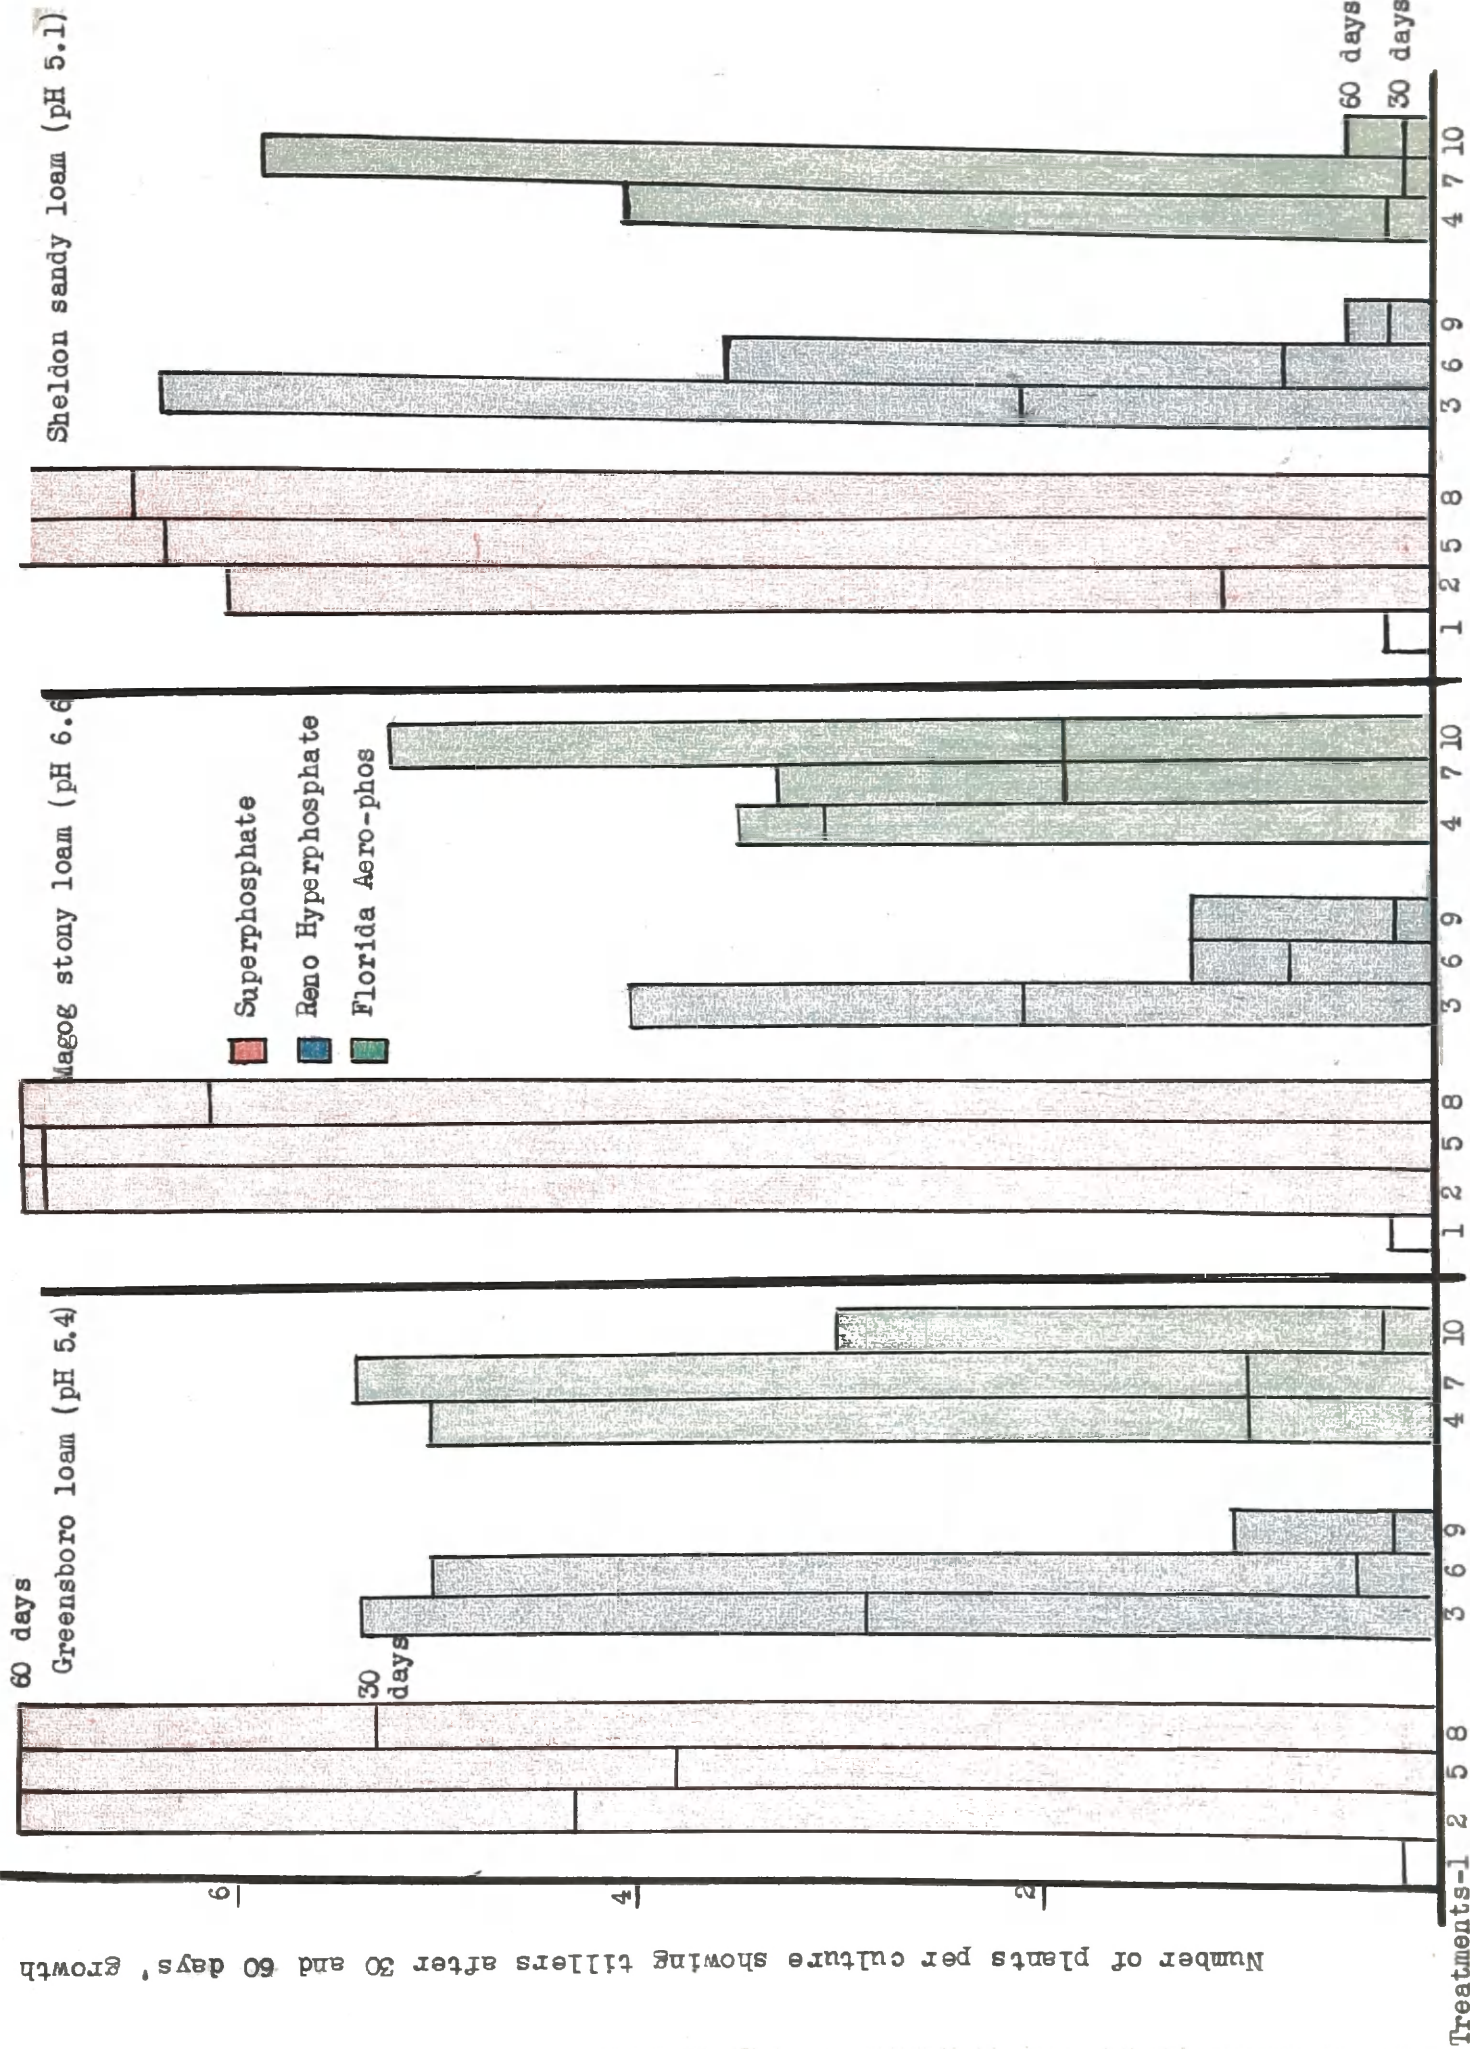 60 days
Greensboro loam (pH 5.4)
Magog stony loam (pH 6.6
Sheldon sandy loam (pH 5.1)
Superphosphate
Reno Hyperphosphate
Florida Aero-phos
30
days
60 days
30 days
6
4
2
Number of plants per culture showing tillers after 30 and 60 days' growth
Treatments-1 2 5 8 3 6 9 4 7 10 1 2 5 8 3 6 9 4 7 10 1 2 5 8 3 6 9 4 7 10